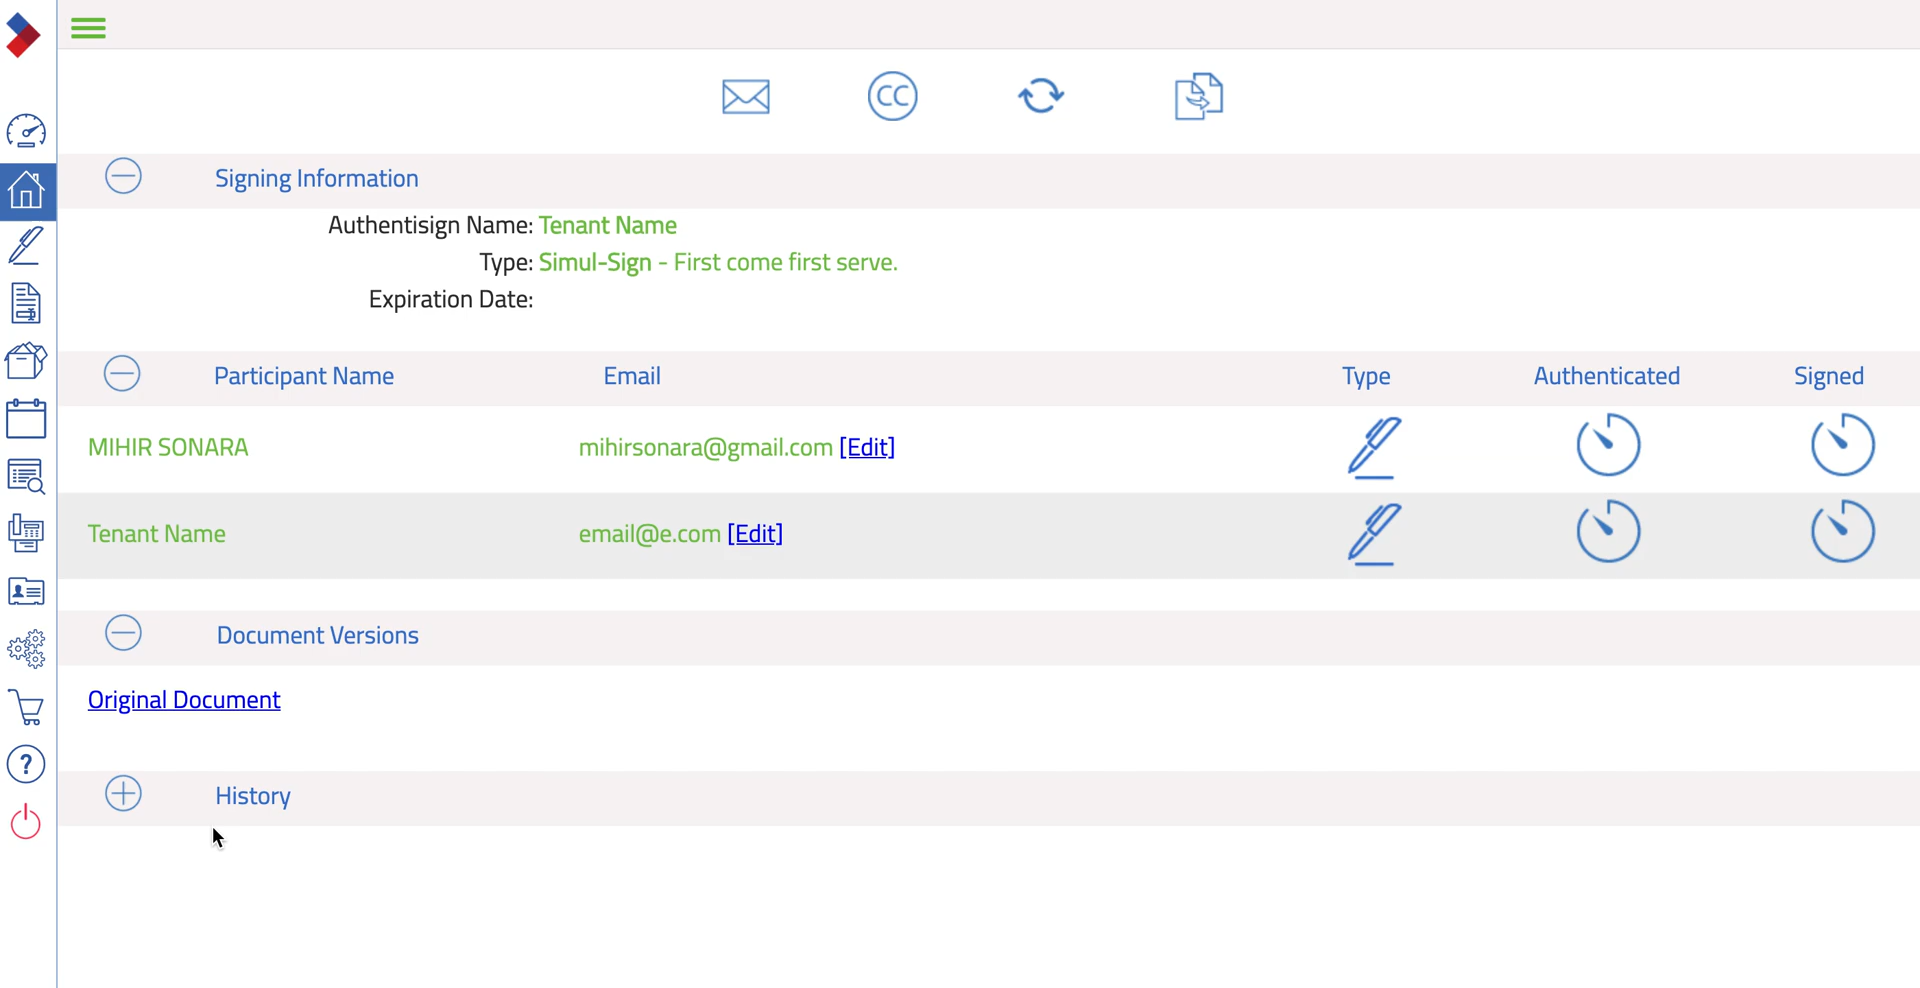 CC
Signing Information
Authentisign Name: Tenant Name
Type: Simul-Sign - First come first serve.
Expiration Date:
Participant Name Email Type Authenticated Signed
MIHIR SONARA mihirsonara@gmail.com [Edit]
Tenant Name email@e.com [Edit]
Document Versions
Original Document
?
History